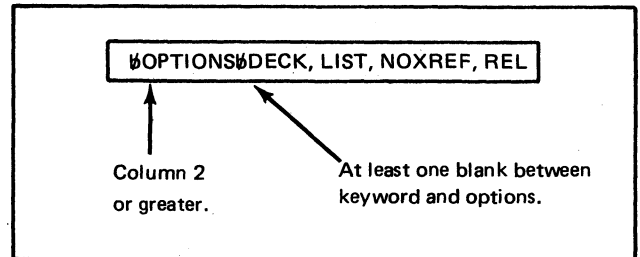 ƀOPTIONSƀDECK, LIST, NOXREF, REL
Column 2
or greater.
At least one blank between
keyword and options.